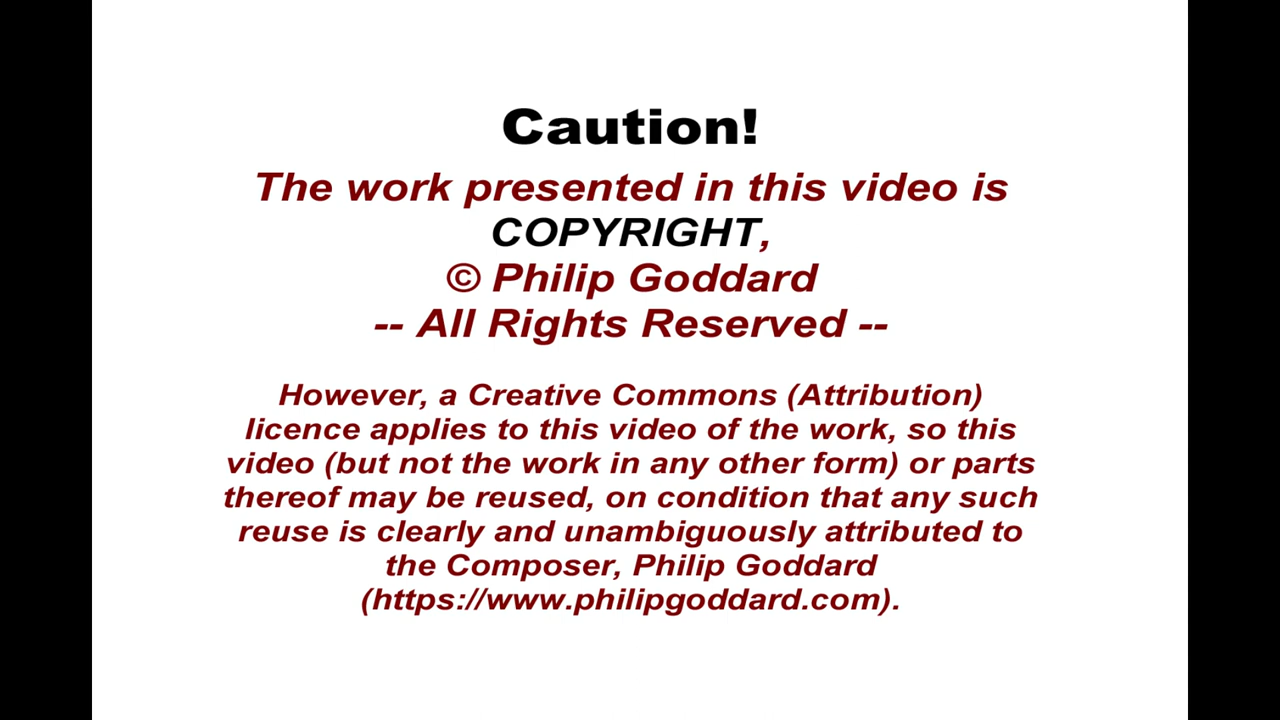 Caution!
The work presented in this video is
COPYRIGHT,
© Philip Goddard
-- All Rights Reserved --
However, a Creative Commons (Attribution)
licence applies to this video of the work, so this
video (but not the work in any other form) or parts
thereof may be reused, on condition that any such
reuse is clearly and unambiguously attributed to
the Composer, Philip Goddard
(https://www.philipgoddard.com).